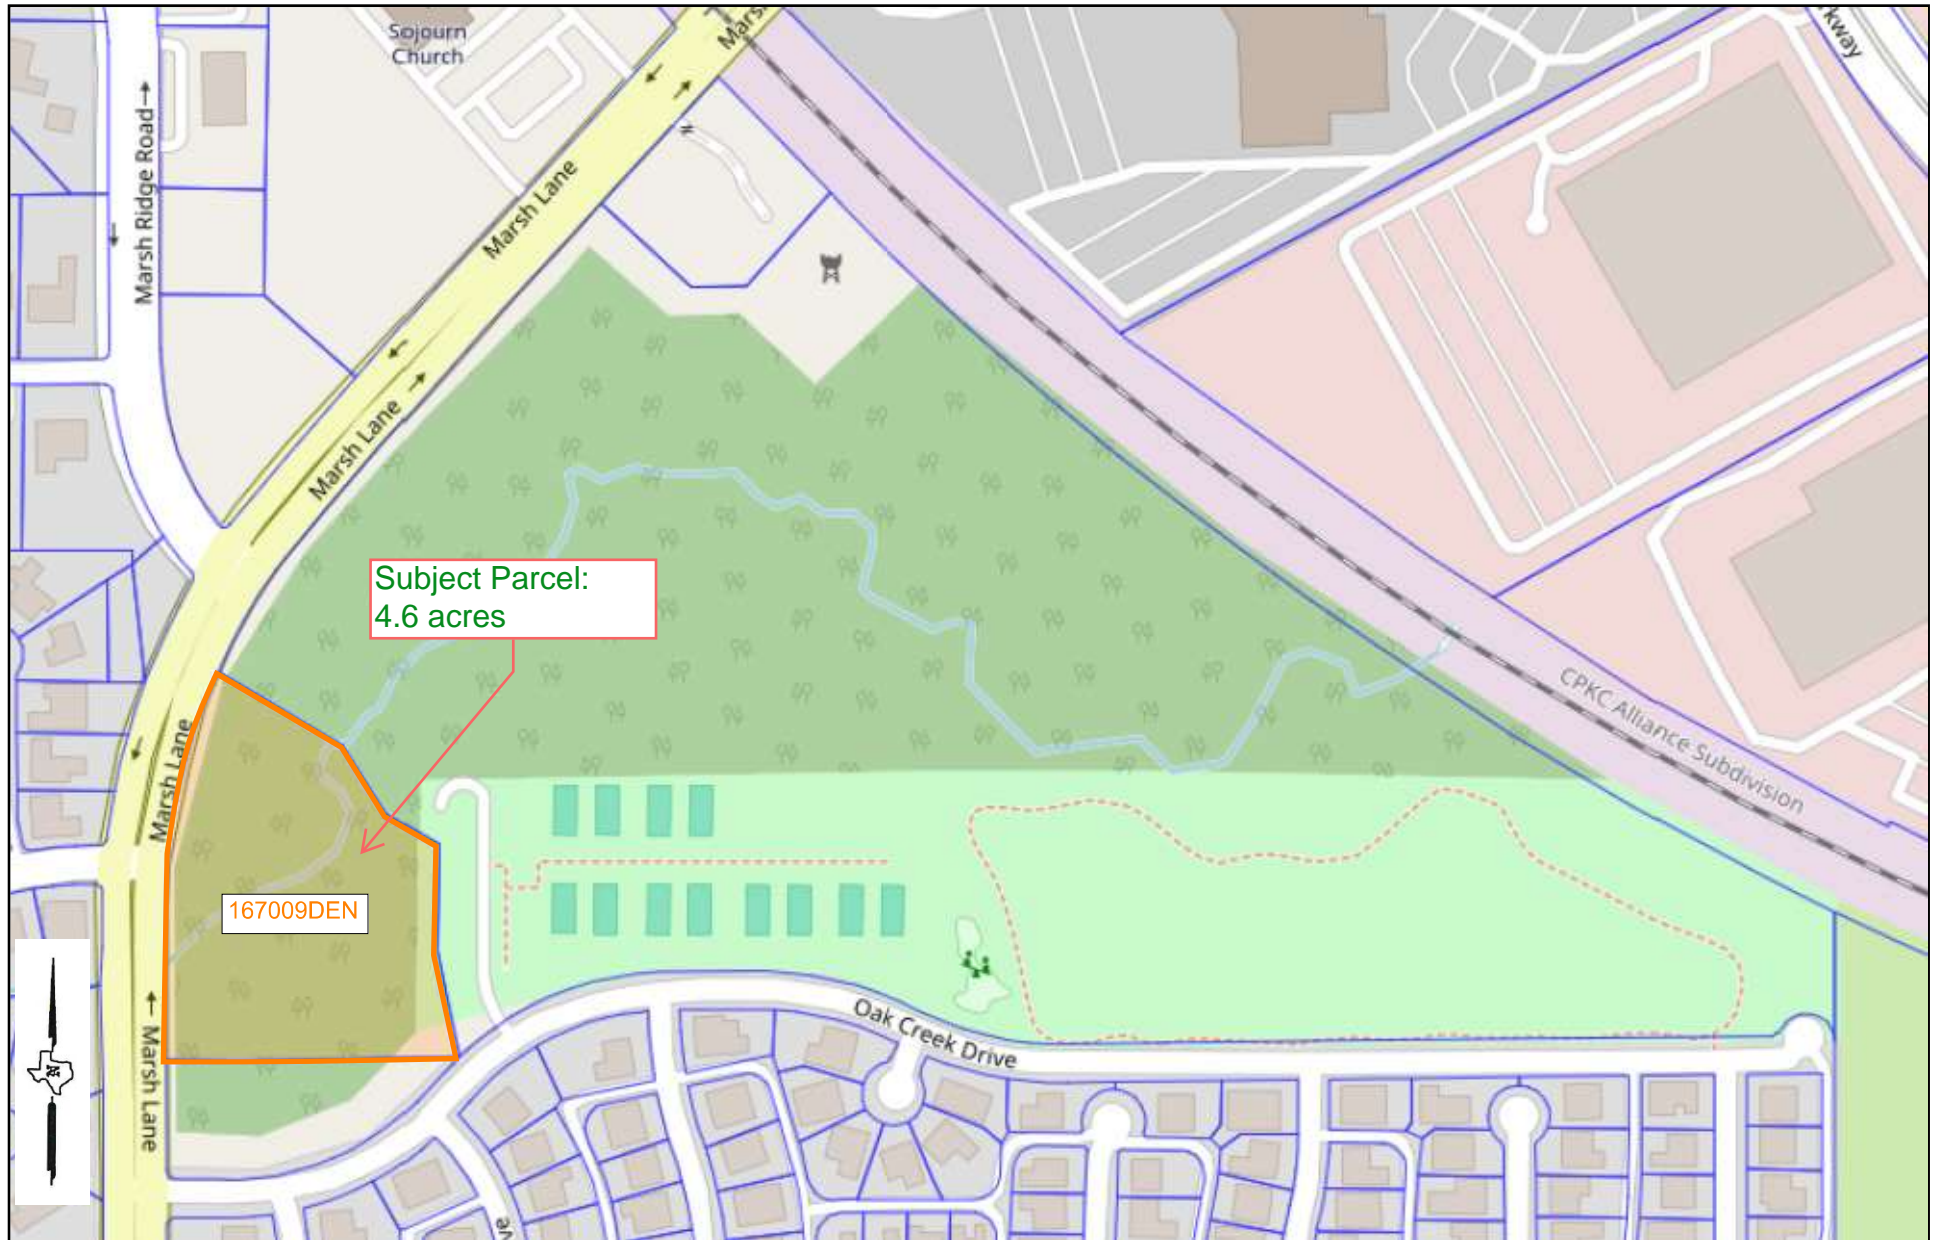 Sojourn
Church
Marsh Ridge Road
Marsh Lane
Marsh Lane
Subject Parcel:
4.6 acres
CPKC Alliance Subdivision
Marsh Lane
167009DEN
Oak Creek Drive
Marsh Lane